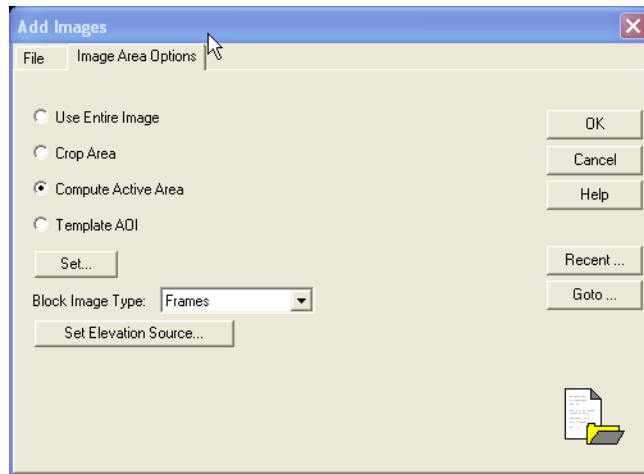 Add Images
File
Image Area Options
Use Entire Image
Crop Area
Compute Active Area
Template AOI
Set...
Block Image Type: Frames
Set Elevation Source...
OK
Cancel
Help
Recent ...
Goto ...